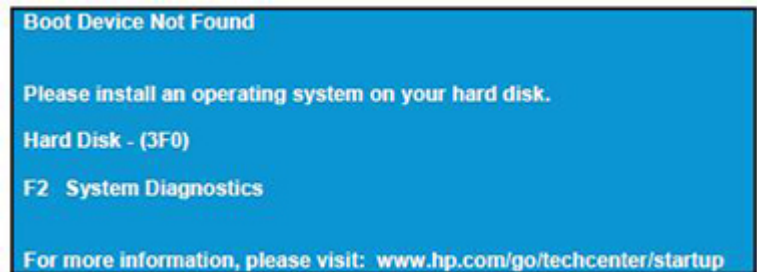 Boot Device Not Found
Please install an operating system on your hard disk.
Hard Disk - (3F0)
F2 System Diagnostics
For more information, please visit: www.hp.com/go/techcenter/startup